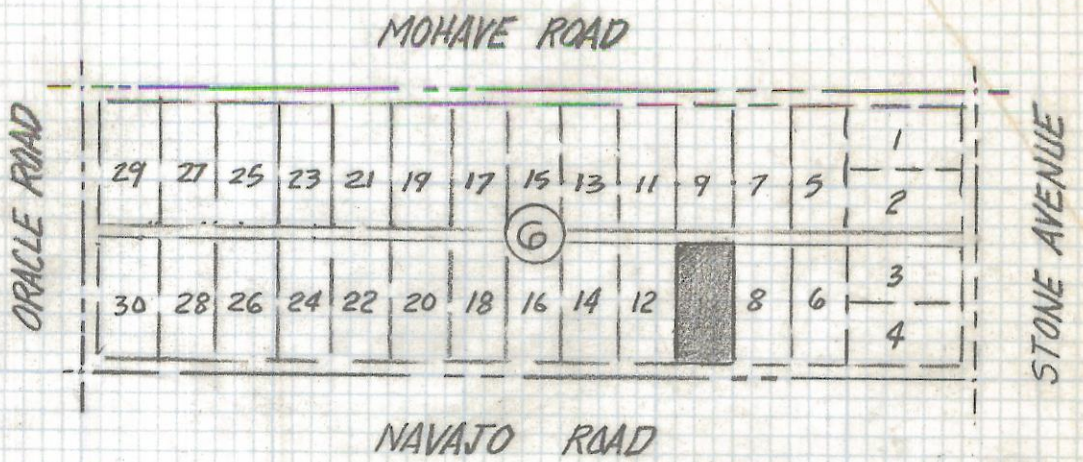 MOHAVE ROAD
ORACLE ROAD
STONE AVENUE
29 27 25 23 21 19 17 15 13 11 9 7 5 1
2
6
30 28 26 24 22 20 18 16 14 12 8 6 3
4
NAVAJO ROAD